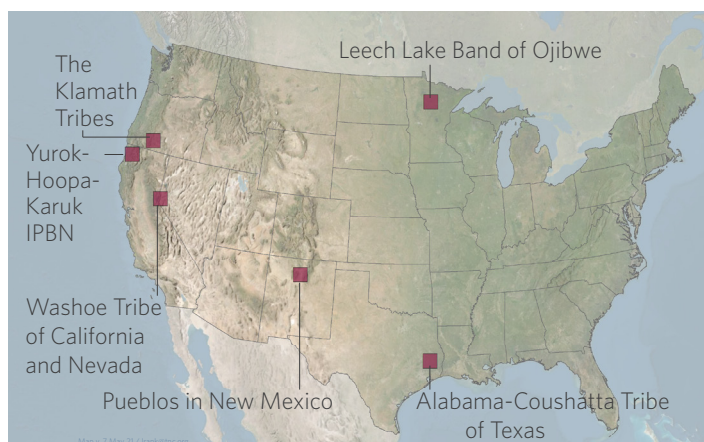 Leech Lake Band of Ojibwe
The
Klamath
Tribes
Yurok-
Hoopa-
Karuk
IPBN
Washoe Tribe
of California
and Nevada
Pueblos in New Mexico
Alabama-Coushatta Tribe
of Texas